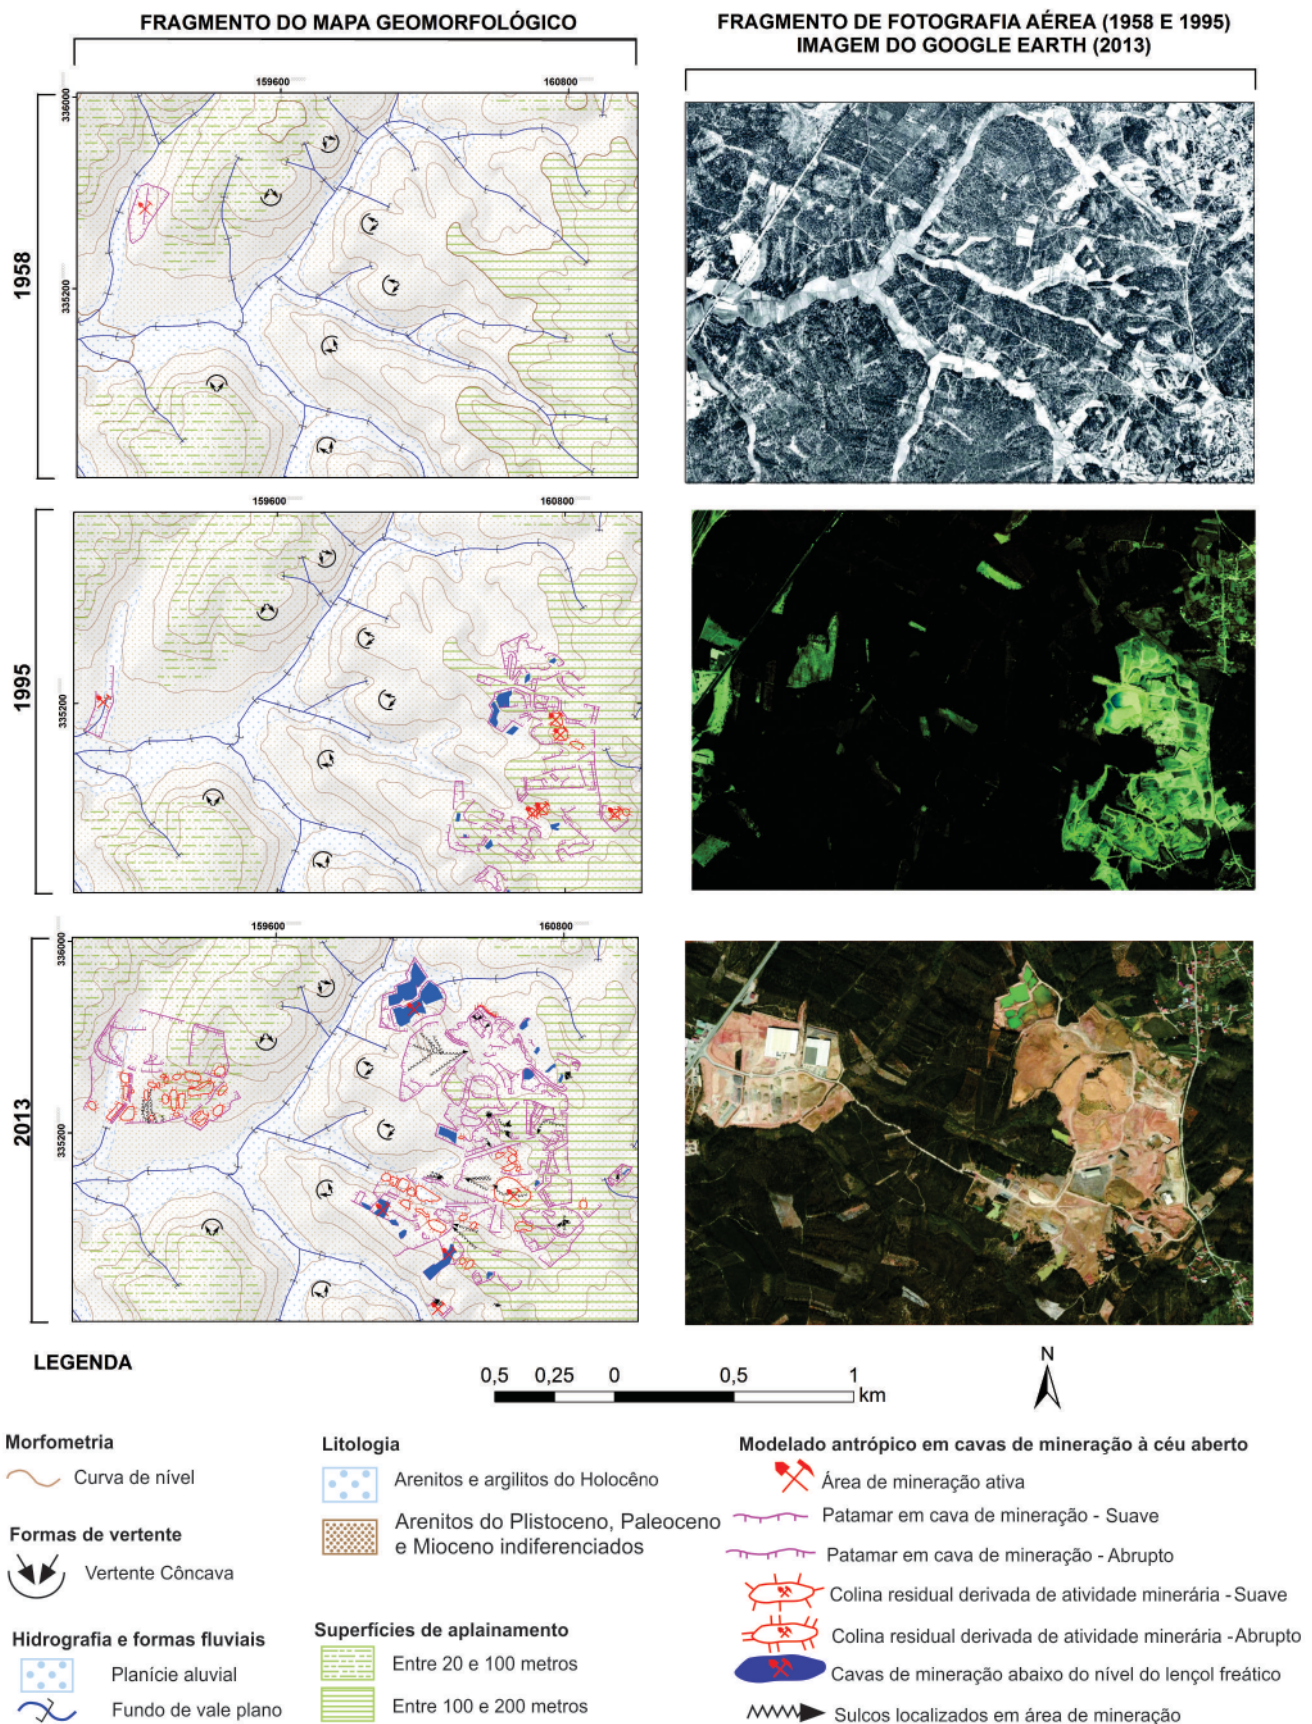 FRAGMENTO DO MAPA GEOMORFOLÓGICO
FRAGMENTO DE FOTOGRAFIA AÉREA (1958 E 1995)
IMAGEM DO GOOGLE EARTH (2013)
1958
159600
160800
336000
335200
1995
159600
160800
335200
2013
159600
160800
336000
335200
LEGENDA
0,5 0,25 0 0,5 1
km
N
Morfometria
Curva de nível
Formas de vertente
Vertente Côncava
Hidrografia e formas fluviais
Planície aluvial
Fundo de vale plano
Litologia
Arenitos e argilitos do Holocêno
Arenitos do Plistoceno, Paleoceno
e Mioceno indiferenciados
Superfícies de aplainamento
Entre 20 e 100 metros
Entre 100 e 200 metros
Modelado antrópico em cavas de mineração à céu aberto
Área de mineração ativa
Patamar em cava de mineração - Suave
Patamar em cava de mineração - Abrupto
Colina residual derivada de atividade minerária - Suave
Colina residual derivada de atividade minerária - Abrupto
Cavas de mineração abaixo do nível do lençol freático
Sulcos localizados em área de mineração